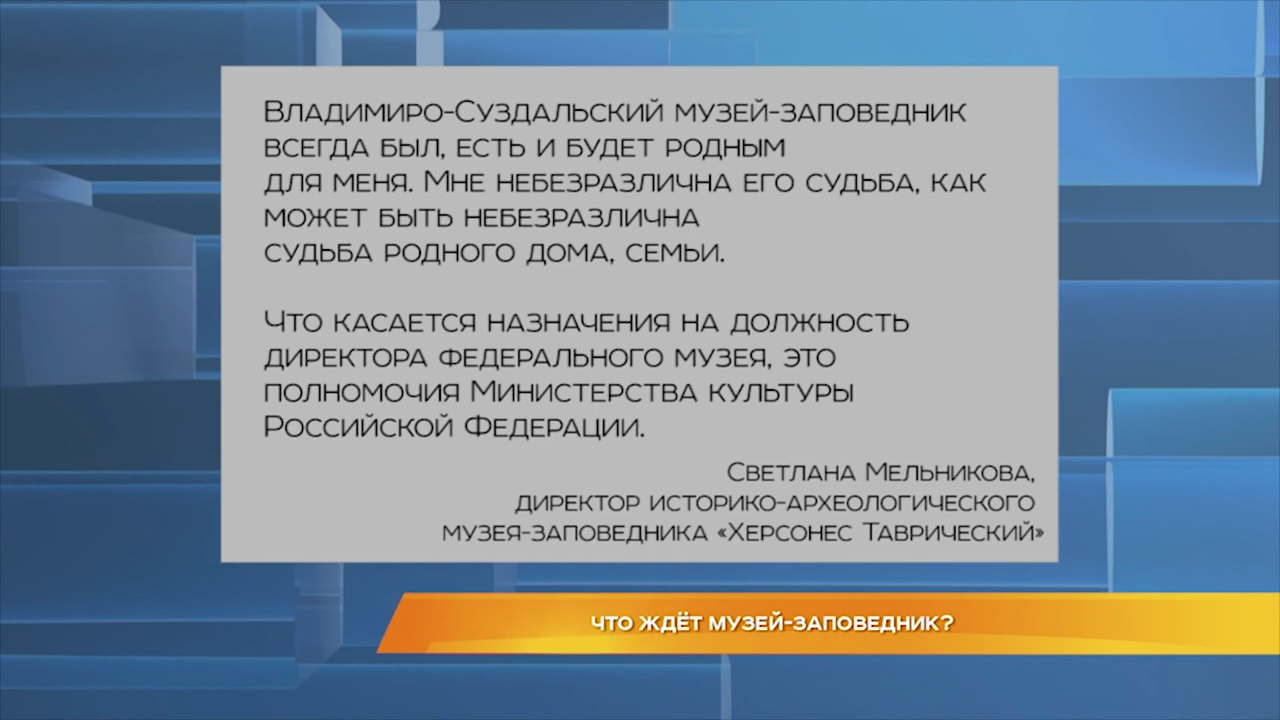 Владимиро-Суздальский музей-заповедник
всегда был, есть и будет родным
для меня. Мне небезразлична его судьба, как
может быть небезразлична
судьба родного дома, семьи.
Что касается назначения на должность
директора федерального музея, это
полномочия Министерства культуры
Российской Федерации.
Светлана Мельникова,
директор историко-археологического
музея-заповедника «Херсонес Таврический»
ЧТО ЖДЁТ МУЗЕЙ-ЗАПОВЕДНИК?